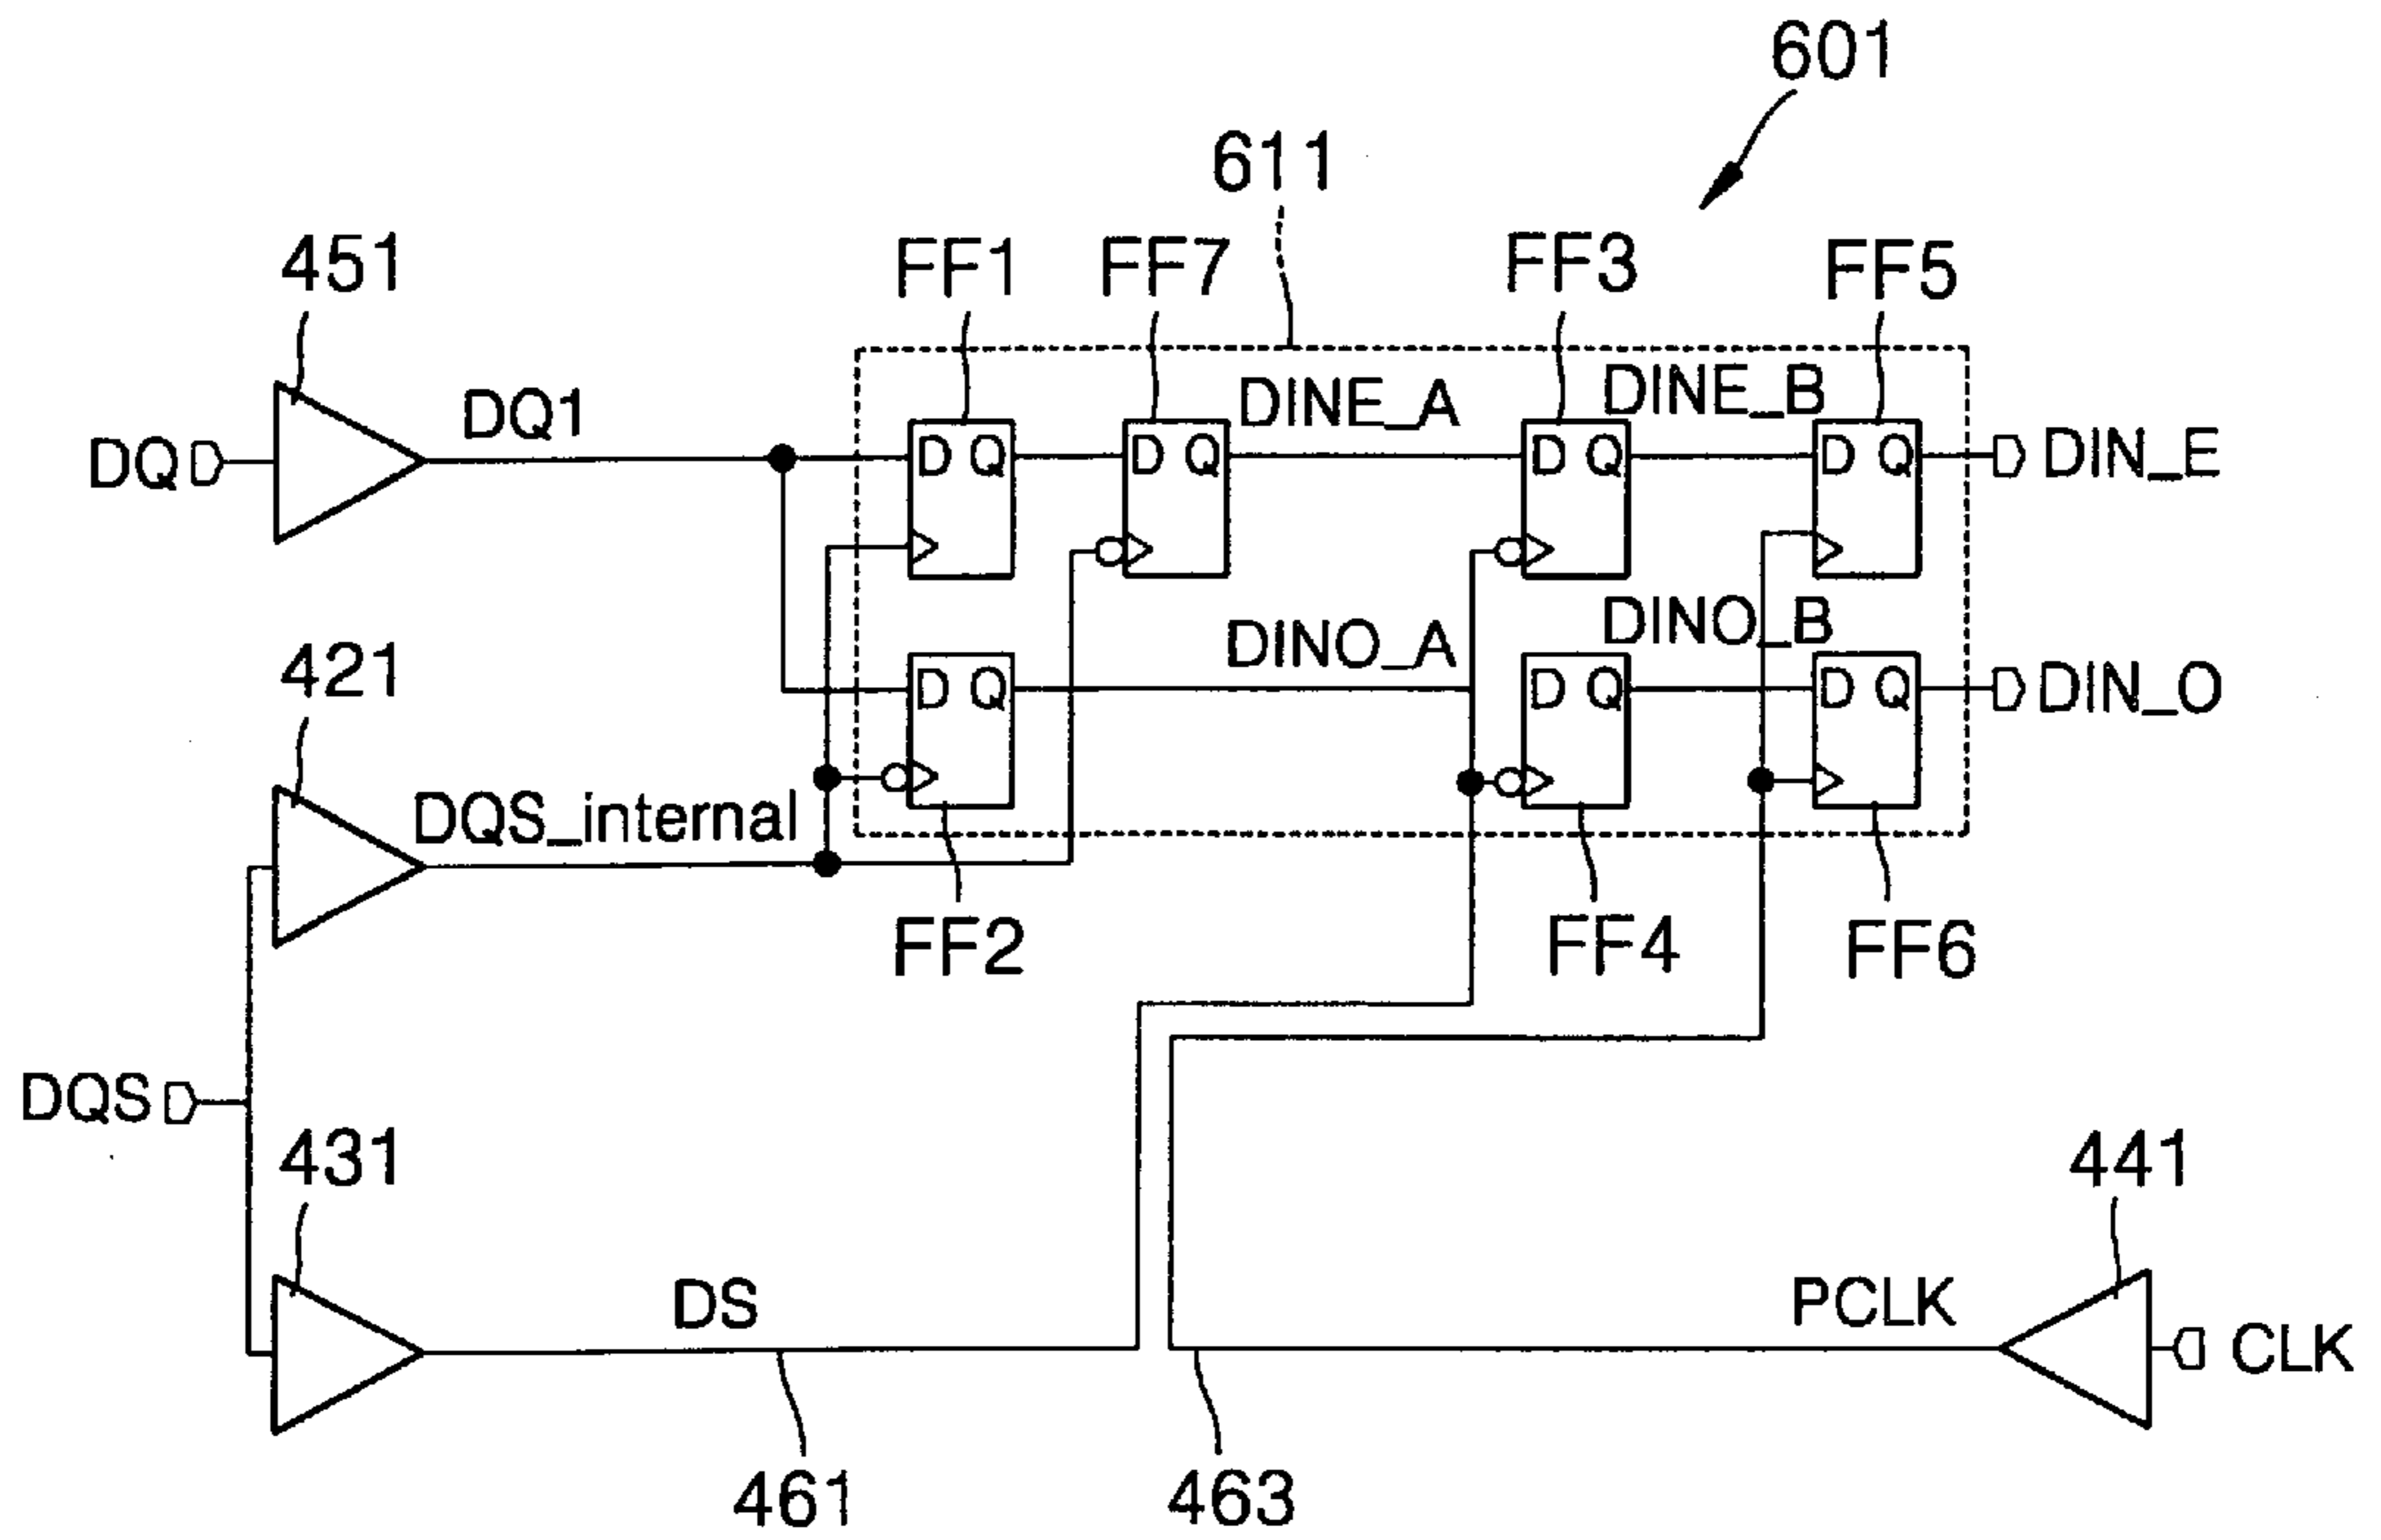 601
611
451
FF1
FF7
FF3
FF5
DQ
DQ1
DINE_A
DINE_B
D Q
D Q
D Q
D Q
DIN_E
421
DINO_A
DINO_B
D Q
D Q
D Q
DIN_O
DQS_internal
FF2
FF4
FF6
DQS
431
441
DS
PCLK
CLK
461
463